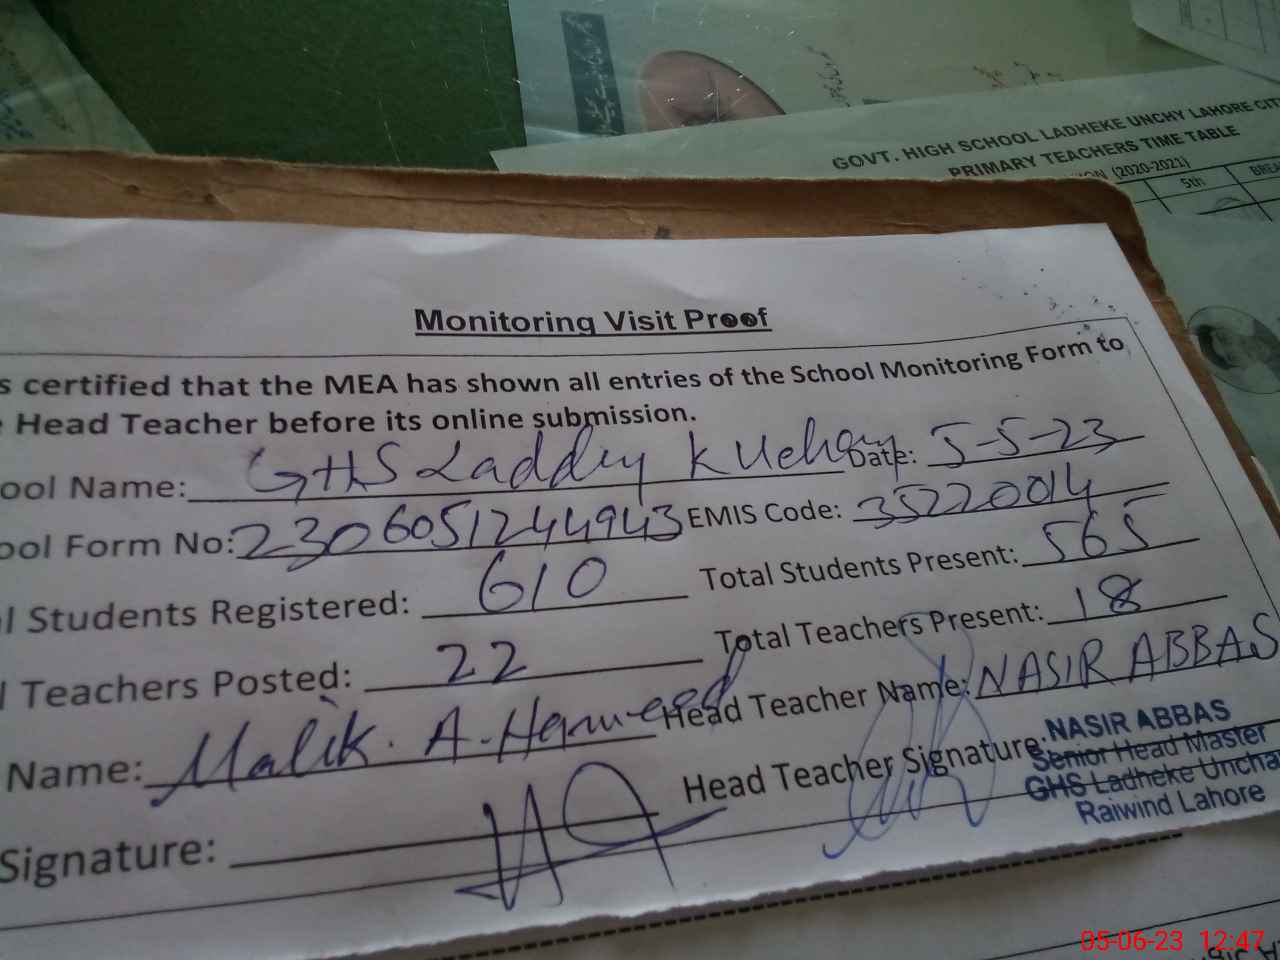 GOVT. HIGH SCHOOL LADHEKE UNCHY LAHORE CIT
PRIMARY TEACHERS TIME TABLE
(2020-2021)
5th BREA
Monitoring Visit Proof
s certified that the MEA has shown all entries of the School Monitoring Form to
e Head Teacher before its online submission.
ool Name: GHS Laddky K Uchay Date: 5-5-23
ool Form No: 2306051244943 EMIS Code: 35220014
l Students Registered: 610 Total Students Present: 565
l Teachers Posted: 22 Total Teachers Present: 18
Name: Malik. A. Hameed Head Teacher Name: NASIR ABBAS
Signature: Head Teacher Signature:
NASIR ABBAS
Senior Head Master
GHS Ladheke Uncha
Raiwind Lahore
05-06-23 12:47